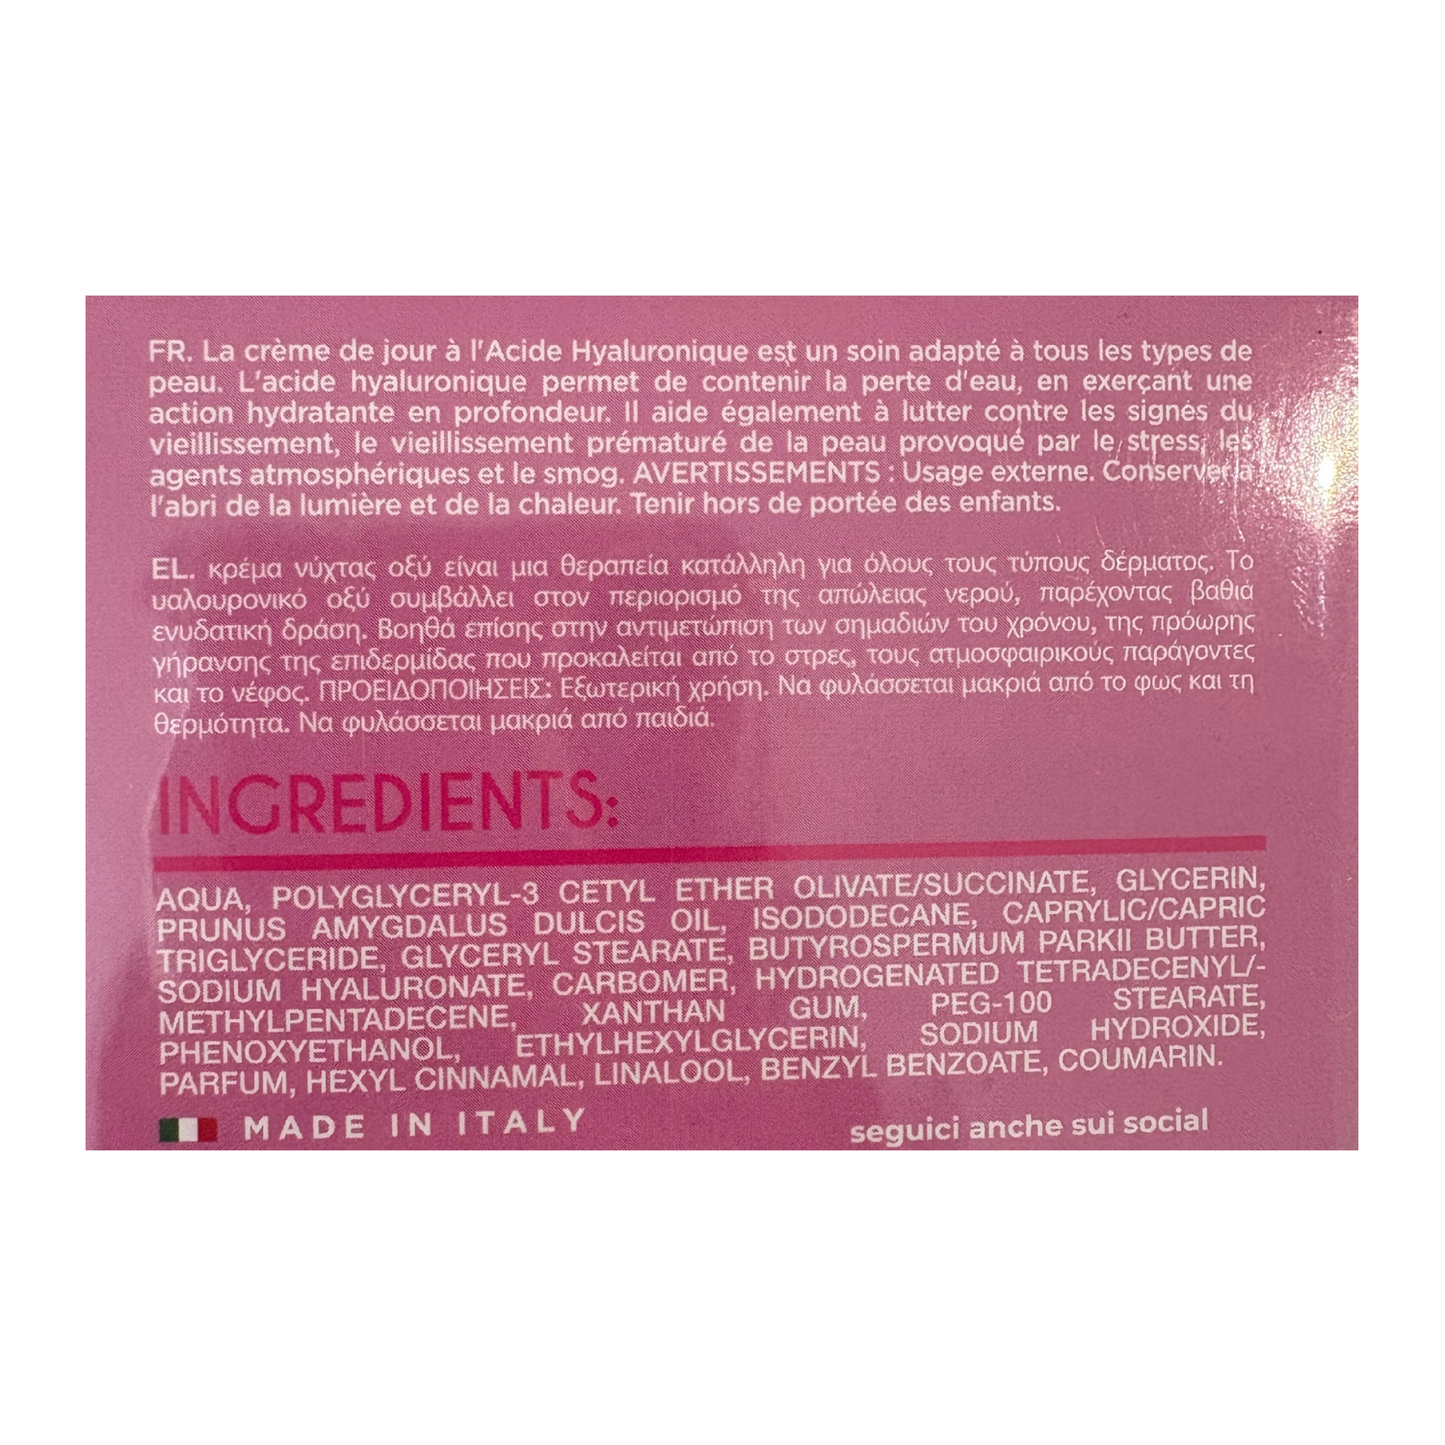 FR. La crème de jour à l'Acide Hyaluronique est un soin adapté à tous les types de
peau. L'acide hyaluronique permet de contenir la perte d'eau, en exerçant une
action hydratante en profondeur. Il aide également à lutter contre les signes du
vieillissement, le vieillissement prématuré de la peau provoqué par le stress, les
agents atmosphériques et le smog. AVERTISSEMENTS : Usage externe. Conserver à
l'abri de la lumière et de la chaleur. Tenir hors de portée des enfants.
EL. κρέμα νύχτας οξύ είναι μια θεραπεία κατάλληλη για όλους τους τύπους δέρματος. Το
υαλουρονικό οξύ συμβάλλει στον περιορισμό της απώλειας νερού, παρέχοντας βαθιά
ενυδατική δράση. Βοηθά επίσης στην αντιμετώπιση των σημαδιών του χρόνου, της πρόωρης
γήρανσης της επιδερμίδας που προκαλείται από το στρες, τους ατμοσφαιρικούς παράγοντες
και το νέφος. ΠΡΟΕΙΔΟΠΟΙΗΣΕΙΣ: Εξωτερική χρήση. Να φυλάσσεται μακριά από το φως και τη
θερμότητα. Να φυλάσσεται μακριά από παιδιά.
INGREDIENTS:
AQUA, POLYGLYCERYL-3 CETYL ETHER OLIVATE/SUCCINATE, GLYCERIN,
PRUNUS AMYGDALUS DULCIS OIL, ISODODECANE, CAPRYLIC/CAPRIC
TRIGLYCERIDE, GLYCERYL STEARATE, BUTYROSPERMUM PARKII BUTTER,
SODIUM HYALURONATE, CARBOMER, HYDROGENATED TETRADECENYL/-
METHYLPENTADECENE, XANTHAN GUM, PEG-100 STEARATE,
PHENOXYETHANOL, ETHYLHEXYLGLYCERIN, SODIUM HYDROXIDE,
PARFUM, HEXYL CINNAMAL, LINALOOL, BENZYL BENZOATE, COUMARIN.
MADE IN ITALY
seguici anche sui social